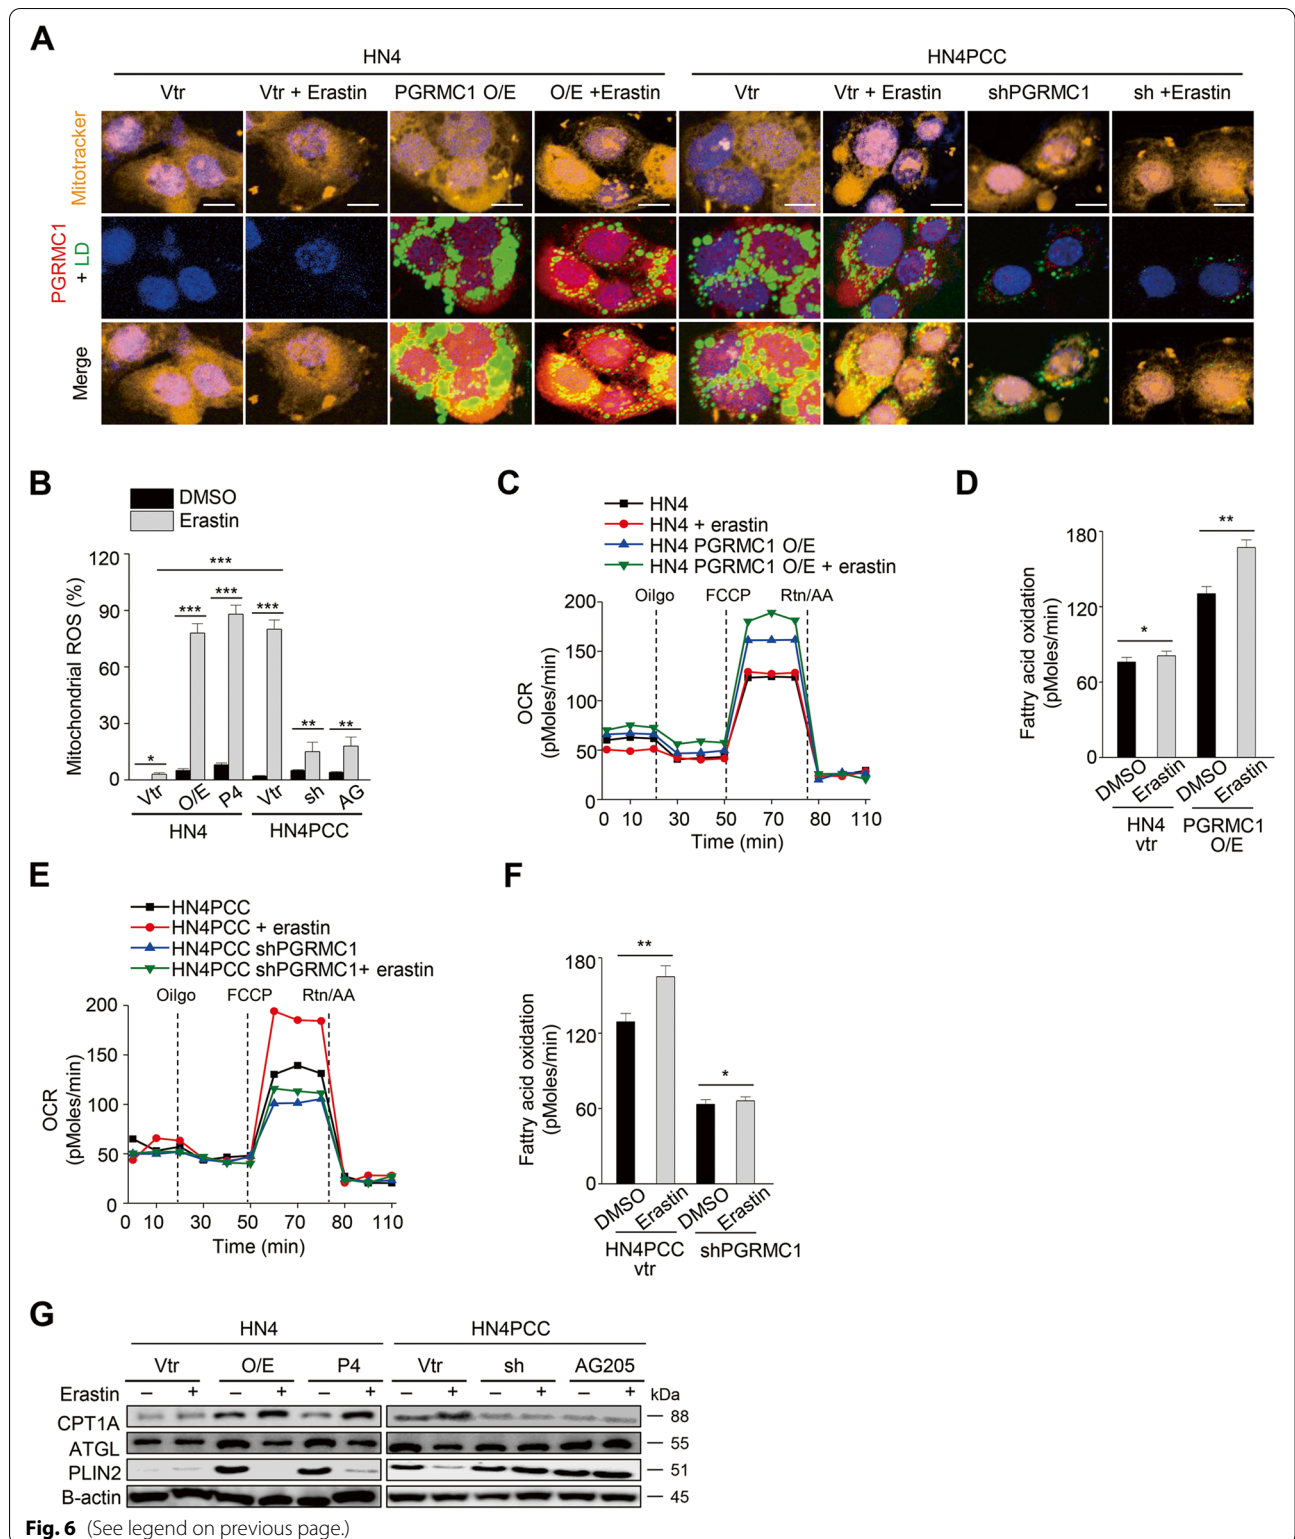 A
HN4 HN4PCC
Vtr Vtr + Erastin PGRMC1 O/E O/E +Erastin Vtr Vtr + Erastin shPGRMC1 sh +Erastin
Mitotracker
PGRMC1
+ LD
Merge
B
DMSO
Erastin
Mitochondrial ROS (%)
120
90
60
30
0
***
*
***
***
***
**
**
Vtr O/E P4 Vtr sh AG
HN4 HN4PCC
C
HN4
HN4 + erastin
HN4 PGRMC1 O/E
HN4 PGRMC1 O/E + erastin
Oilgo FCCP Rtn/AA
OCR
(pMoles/min)
200
150
100
50
0
0 10 30 50 70 80 110
Time (min)
D
Fattry acid oxidation
(pMoles/min)
180
120
60
0
*
**
DMSO Erastin DMSO Erastin
HN4 PGRMC1
vtr O/E
E
HN4PCC
HN4PCC + erastin
HN4PCC shPGRMC1
HN4PCC shPGRMC1+ erastin
Oilgo FCCP Rtn/AA
OCR
(pMoles/min)
200
150
100
50
0
0 10 30 50 70 80 110
Time (min)
F
Fattry acid oxidation
(pMoles/min)
180
120
60
0
**
*
DMSO Erastin DMSO Erastin
HN4PCC shPGRMC1
vtr
G
HN4 HN4PCC
Vtr O/E P4 Vtr sh AG205
Erastin – + – + – + – + – + – + kDa
CPT1A 88
ATGL 55
PLIN2 51
B-actin 45
Fig. 6 (See legend on previous page.)